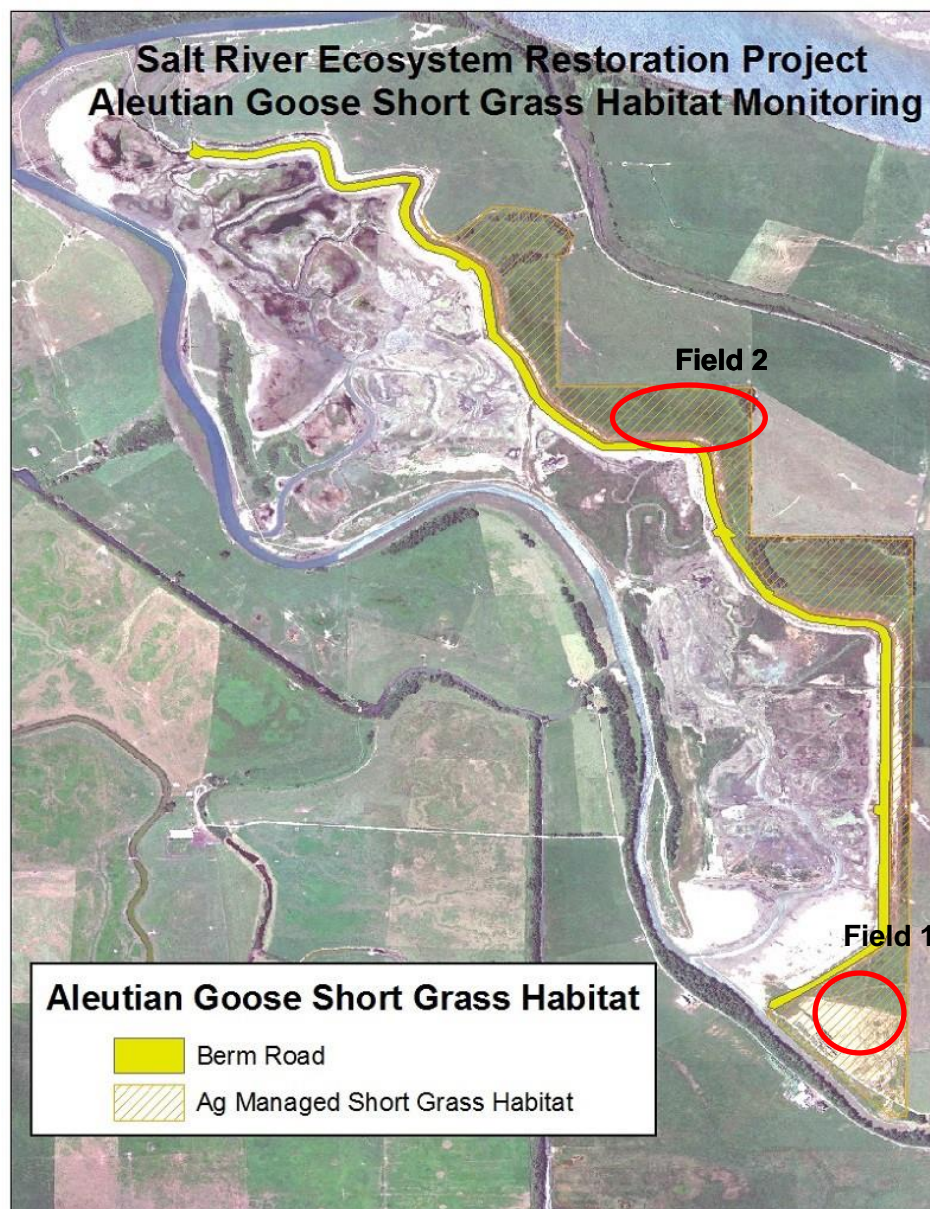 Salt River Ecosystem Restoration Project
Aleutian Goose Short Grass Habitat Monitoring
Field 2
Field 1
Aleutian Goose Short Grass Habitat
Berm Road
Ag Managed Short Grass Habitat